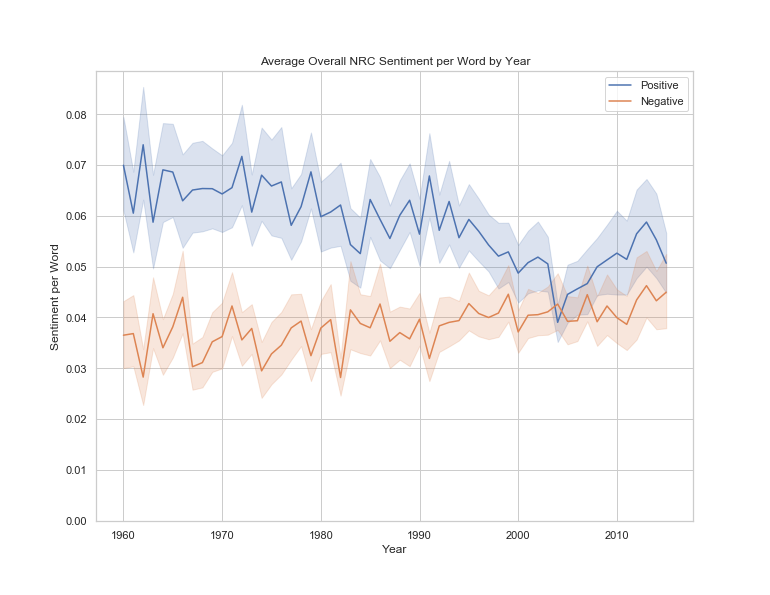 Average Overall NRC Sentiment per Word by Year
Positive
Negative
0.08
0.07
0.06
0.05
0.04
0.03
0.02
0.01
0.00
Sentiment per Word
1960 1970 1980 1990 2000 2010
Year